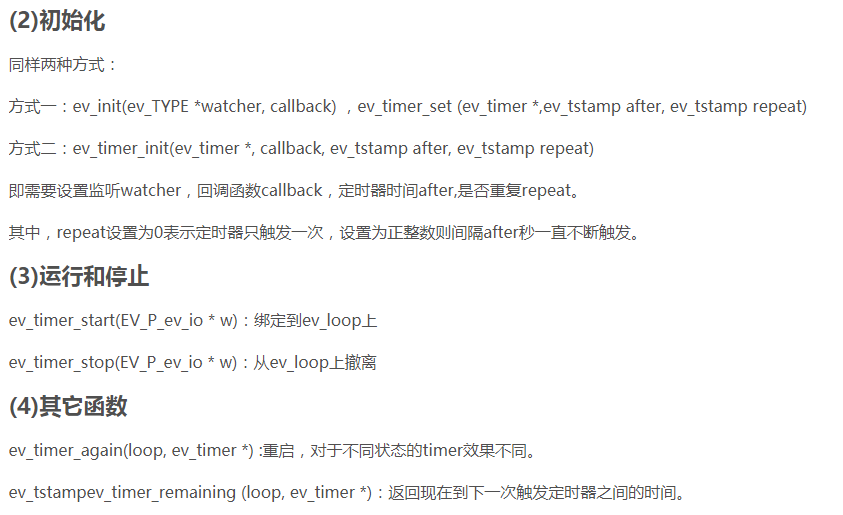 (2)初始化
同样两种方式：
方式一：ev_init(ev_TYPE *watcher, callback) ，ev_timer_set (ev_timer *,ev_tstamp after, ev_tstamp repeat)
方式二：ev_timer_init(ev_timer *, callback, ev_tstamp after, ev_tstamp repeat)
即需要设置监听watcher，回调函数callback，定时器时间after,是否重复repeat。
其中，repeat设置为0表示定时器只触发一次，设置为正整数则间隔after秒一直不断触发。
(3)运行和停止
ev_timer_start(EV_P_ev_io * w)：绑定到ev_loop上
ev_timer_stop(EV_P_ev_io * w)：从ev_loop上撤离
(4)其它函数
ev_timer_again(loop, ev_timer *) :重启，对于不同状态的timer效果不同。
ev_tstampev_timer_remaining (loop, ev_timer *)：返回现在到下一次触发定时器之间的时间。